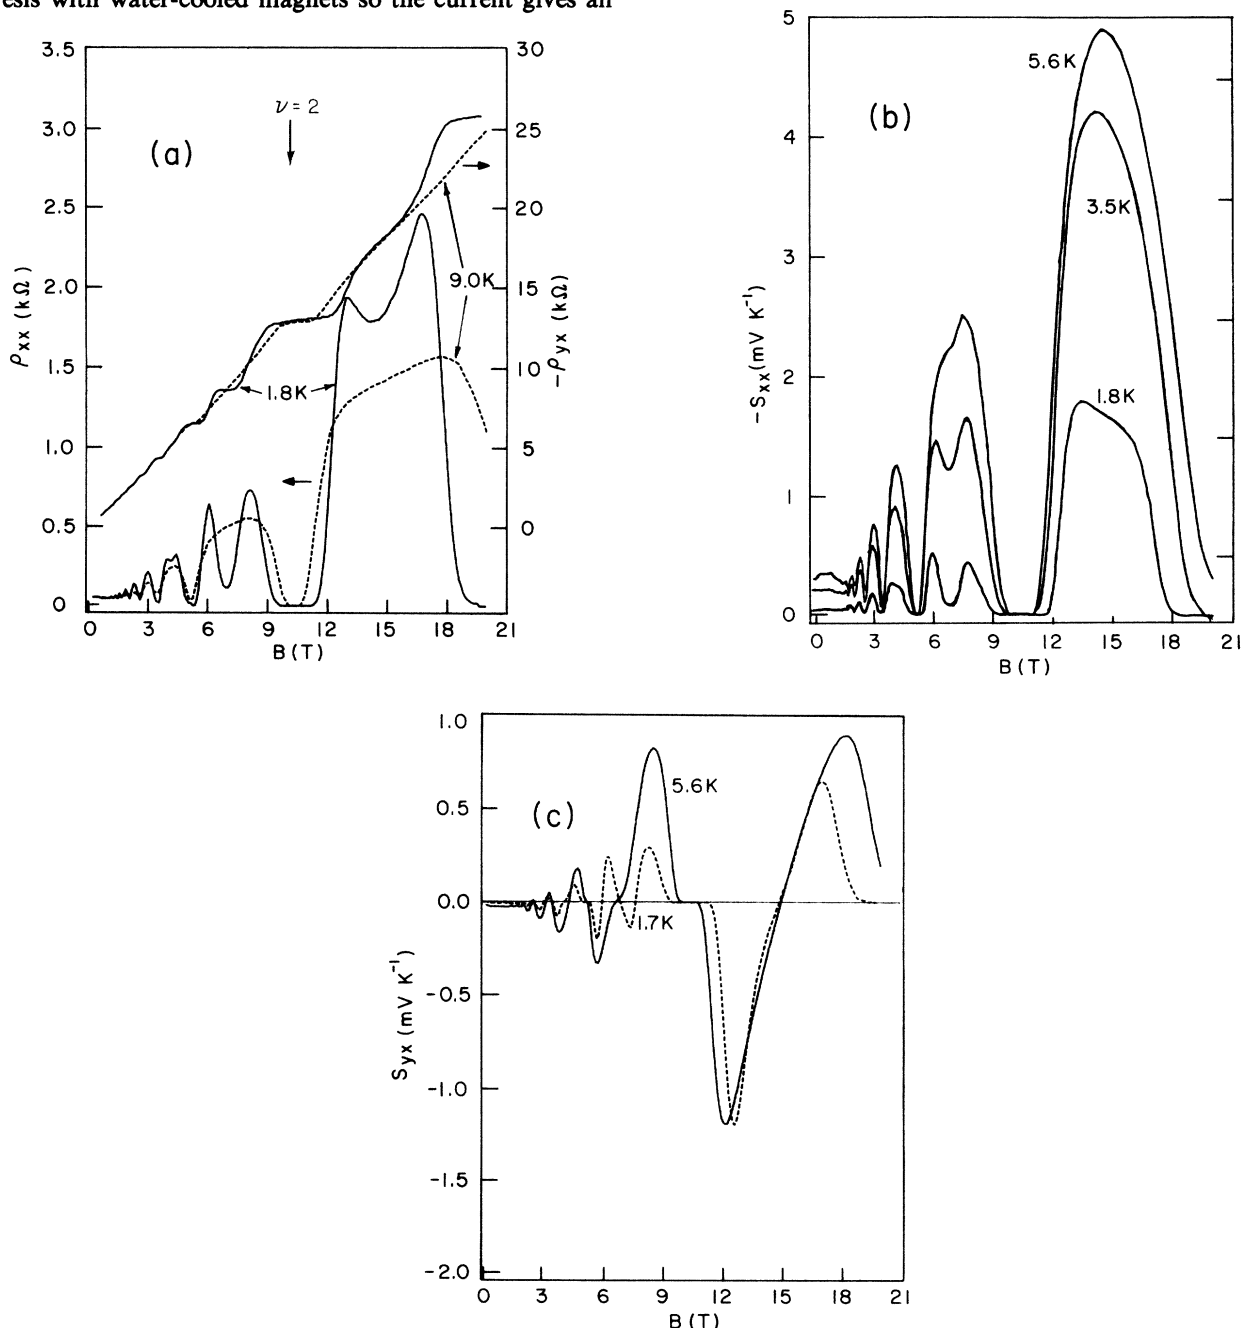 esis with water-cooled magnets so the current gives an
3.5
3.0
2.5
2.0
1.5
1.0
0.5
0
ρxx (kΩ)
(a)
ν = 2
1.8K
9.0K
30
25
20
15
10
5
0
-ρyx (kΩ)
0 3 6 9 12 15 18 21
B (T)
5
4
3
2
1
0
-Sxx (mV K⁻¹)
(b)
5.6K
3.5K
1.8K
0 3 6 9 12 15 18 21
B (T)
1.0
0.5
0.0
-0.5
-1.0
-1.5
-2.0
Syx (mV K⁻¹)
(c)
5.6K
1.7K
0 3 6 9 12 15 18 21
B (T)